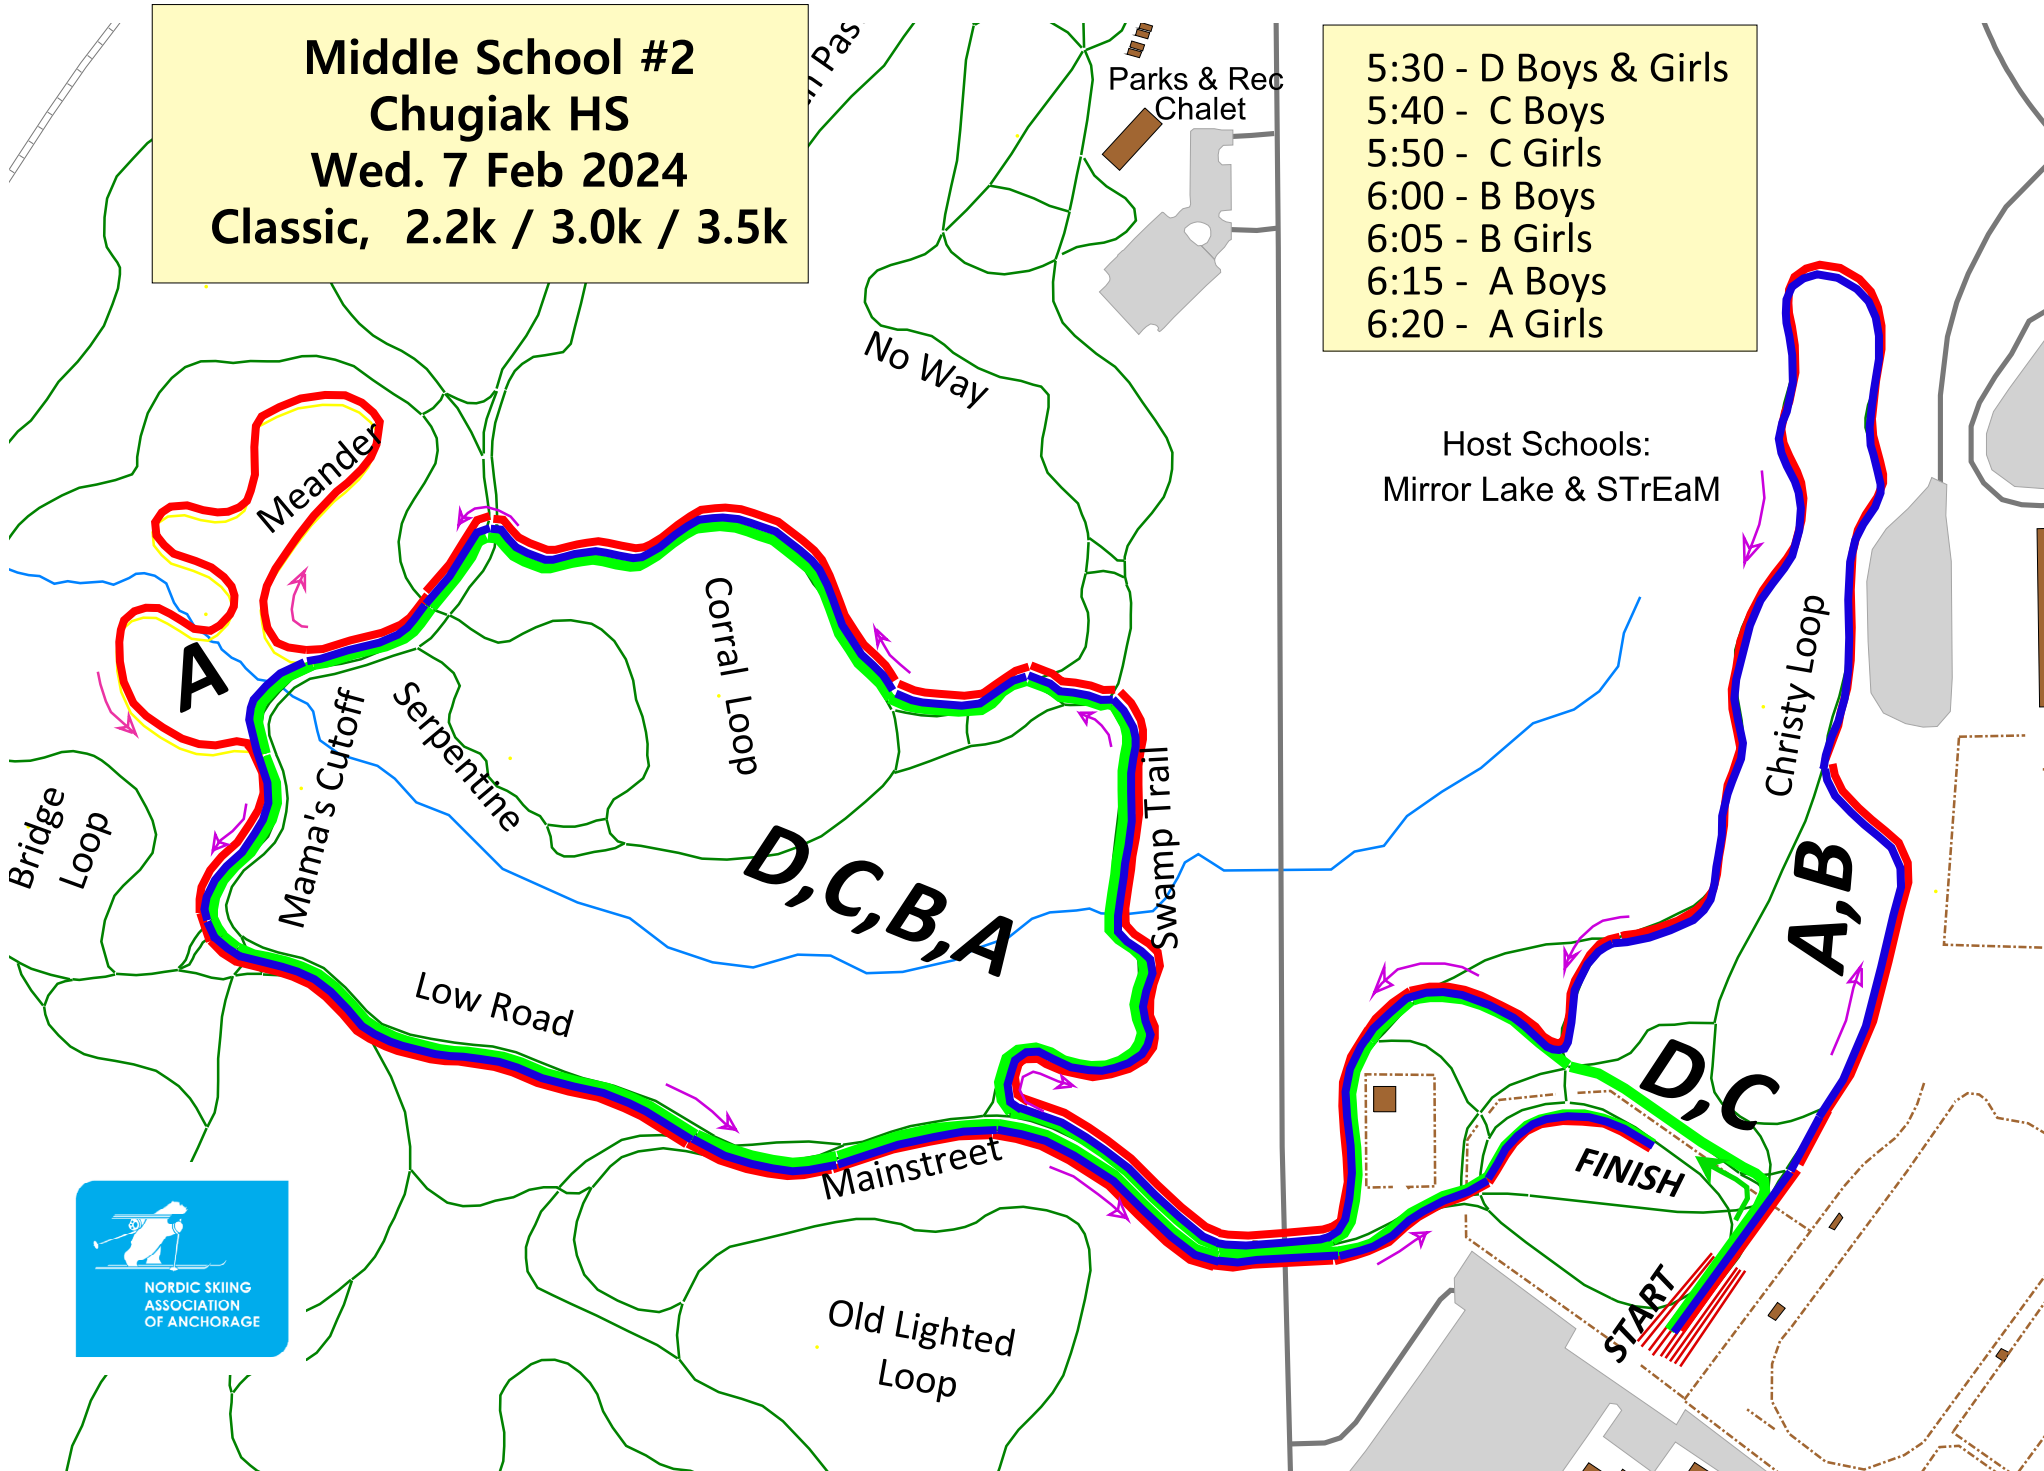 Middle School #2
Chugiak HS
Wed. 7 Feb 2024
Classic, 2.2k / 3.0k / 3.5k
Parks & Rec
Chalet
5:30 - D Boys & Girls
5:40 - C Boys
5:50 - C Girls
6:00 - B Boys
6:05 - B Girls
6:15 - A Boys
6:20 - A Girls
No Way
Host Schools:
Mirror Lake & STrEaM
Meander
A
Corral Loop
Christy Loop
Serpentine
Mama's Cutoff
Swamp Trail
Bridge
Loop
D,C,B,A
A,B
Low Road
D,C
Mainstreet
FINISH
NORDIC SKIING
ASSOCIATION
OF ANCHORAGE
START
Old Lighted
Loop